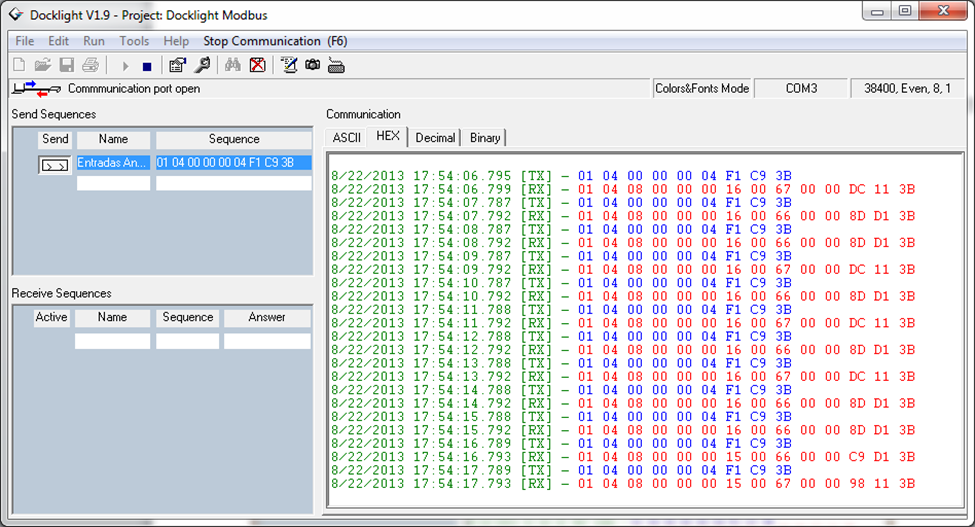 Docklight V1.9 - Project: Docklight Modbus
File Edit Run Tools Help Stop Communication (F6)
Commmunication port open Colors&Fonts Mode COM3 38400, Even, 8, 1
Send Sequences
Send Name Sequence
Entradas An... 01 04 00 00 00 04 F1 C9 3B
Receive Sequences
Active Name Sequence Answer
Communication
ASCII HEX Decimal Binary
8/22/2013 17:54:06.795 [TX] - 01 04 00 00 00 04 F1 C9 3B
8/22/2013 17:54:06.799 [RX] - 01 04 08 00 00 00 16 00 67 00 00 DC 11 3B
8/22/2013 17:54:07.787 [TX] - 01 04 00 00 00 04 F1 C9 3B
8/22/2013 17:54:07.792 [RX] - 01 04 08 00 00 00 16 00 66 00 00 8D D1 3B
8/22/2013 17:54:08.787 [TX] - 01 04 00 00 00 04 F1 C9 3B
8/22/2013 17:54:08.792 [RX] - 01 04 08 00 00 00 16 00 66 00 00 8D D1 3B
8/22/2013 17:54:09.787 [TX] - 01 04 00 00 00 04 F1 C9 3B
8/22/2013 17:54:09.792 [RX] - 01 04 08 00 00 00 16 00 67 00 00 DC 11 3B
8/22/2013 17:54:10.787 [TX] - 01 04 00 00 00 04 F1 C9 3B
8/22/2013 17:54:10.792 [RX] - 01 04 08 00 00 00 16 00 66 00 00 8D D1 3B
8/22/2013 17:54:11.788 [TX] - 01 04 00 00 00 04 F1 C9 3B
8/22/2013 17:54:11.792 [RX] - 01 04 08 00 00 00 16 00 67 00 00 DC 11 3B
8/22/2013 17:54:12.788 [TX] - 01 04 00 00 00 04 F1 C9 3B
8/22/2013 17:54:12.792 [RX] - 01 04 08 00 00 00 16 00 66 00 00 8D D1 3B
8/22/2013 17:54:13.788 [TX] - 01 04 00 00 00 04 F1 C9 3B
8/22/2013 17:54:13.792 [RX] - 01 04 08 00 00 00 16 00 67 00 00 DC 11 3B
8/22/2013 17:54:14.788 [TX] - 01 04 00 00 00 04 F1 C9 3B
8/22/2013 17:54:14.792 [RX] - 01 04 08 00 00 00 16 00 66 00 00 8D D1 3B
8/22/2013 17:54:15.788 [TX] - 01 04 00 00 00 04 F1 C9 3B
8/22/2013 17:54:15.792 [RX] - 01 04 08 00 00 00 16 00 66 00 00 8D D1 3B
8/22/2013 17:54:16.789 [TX] - 01 04 00 00 00 04 F1 C9 3B
8/22/2013 17:54:16.793 [RX] - 01 04 08 00 00 00 15 00 66 00 00 C9 D1 3B
8/22/2013 17:54:17.789 [TX] - 01 04 00 00 00 04 F1 C9 3B
8/22/2013 17:54:17.793 [RX] - 01 04 08 00 00 00 15 00 67 00 00 98 11 3B